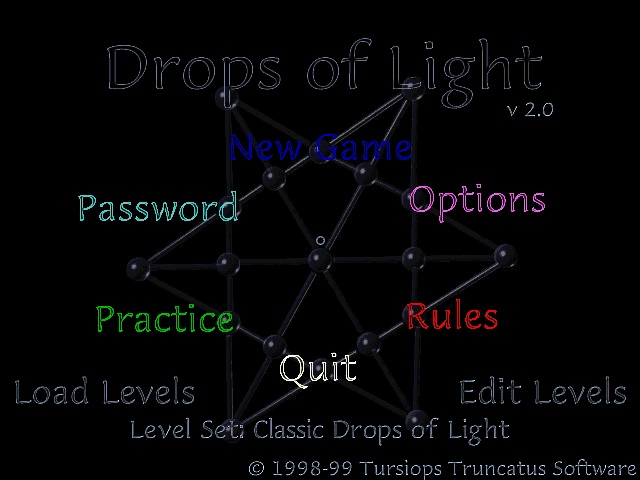 Drops of Light
v 2.0
New Game
Password
Options
Practice
Rules
Quit
Load Levels
Edit Levels
Level Set: Classic Drops of Light
© 1998-99 Tursiops Truncatus Software